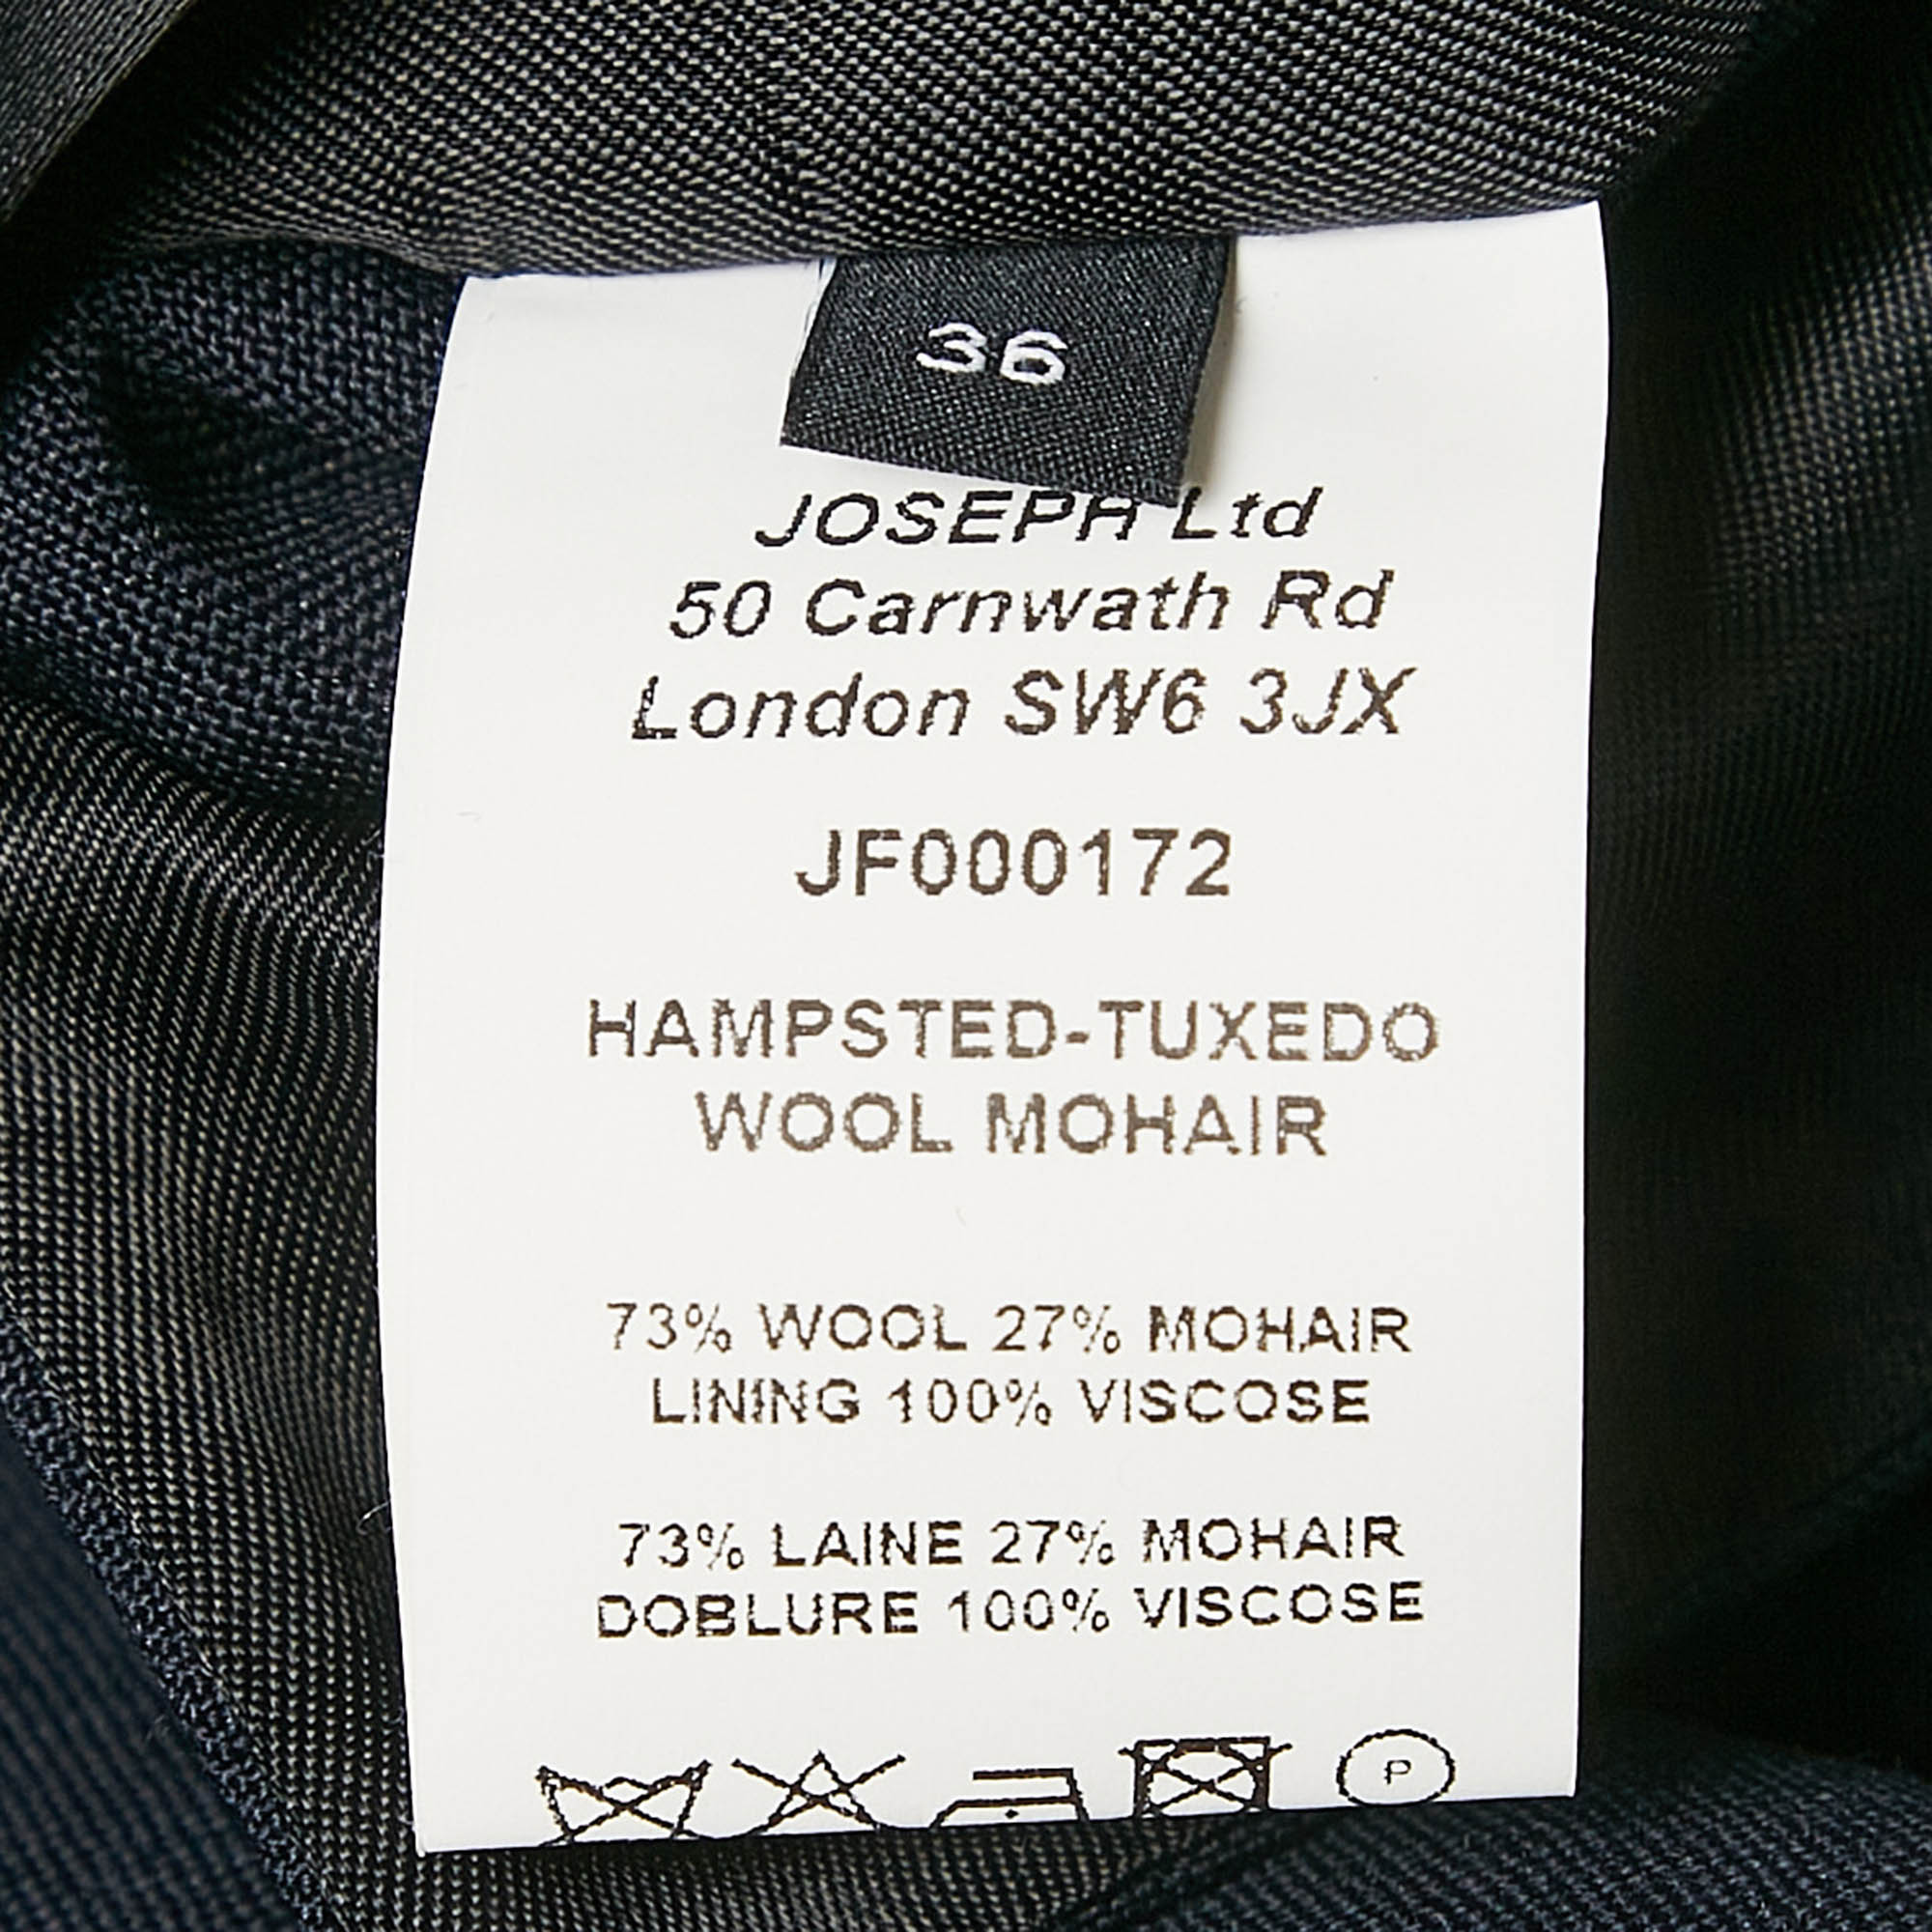 36
JOSEPH Ltd
50 Carnwath Rd
London SW6 3JX
JF000172
HAMPSTED-TUXEDO
WOOL MOHAIR
73% WOOL 27% MOHAIR
LINING 100% VISCOSE
73% LAINE 27% MOHAIR
DOBLURE 100% VISCOSE
P